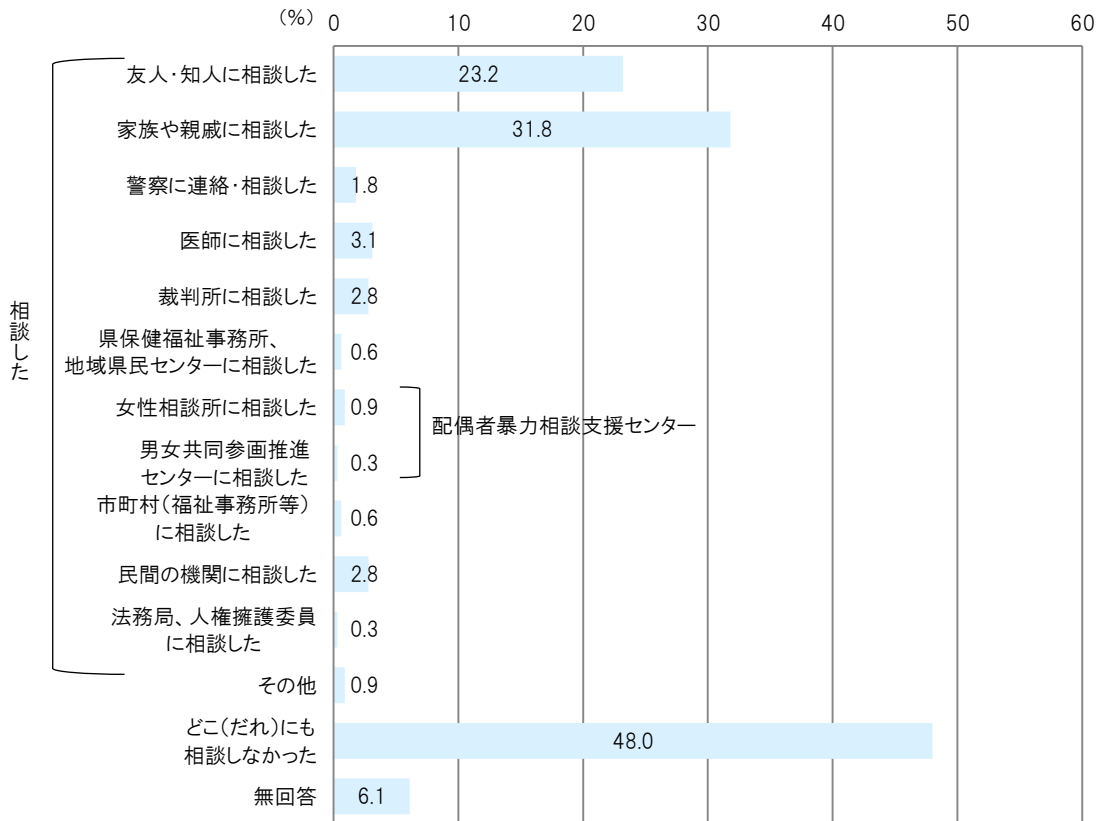 (%)
0 10 20 30 40 50 60
相談した
友人・知人に相談した 23.2
家族や親戚に相談した 31.8
警察に連絡・相談した 1.8
医師に相談した 3.1
裁判所に相談した 2.8
県保健福祉事務所、
地域県民センターに相談した 0.6
女性相談所に相談した 0.9
配偶者暴力相談支援センター
男女共同参画推進
センターに相談した 0.3
市町村(福祉事務所等)
に相談した 0.6
民間の機関に相談した 2.8
法務局、人権擁護委員
に相談した 0.3
その他 0.9
どこ(だれ)にも
相談しなかった 48.0
無回答 6.1